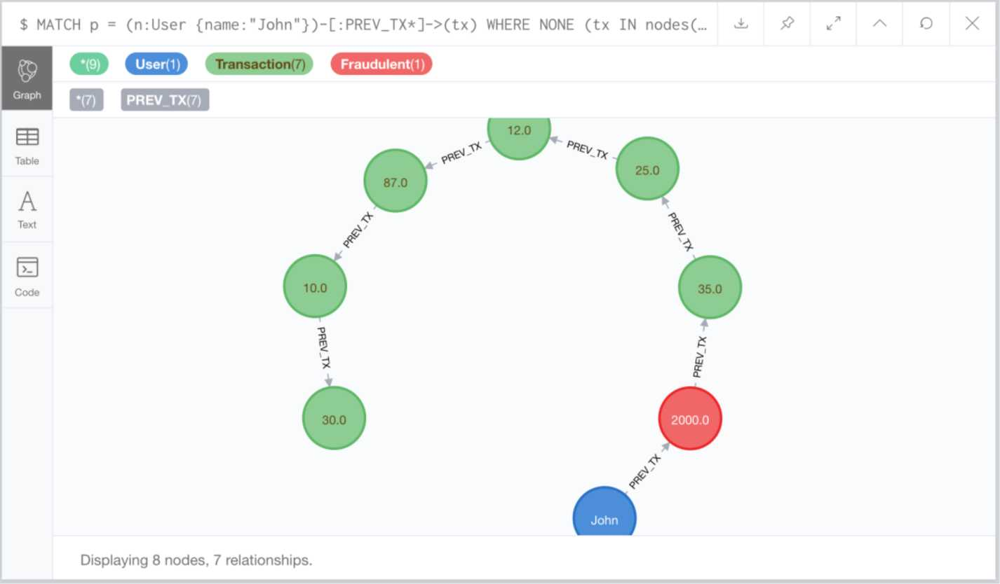 $ MATCH p = (n:User {name:"John"})-[:PREV_TX*]->(tx) WHERE NONE (tx IN nodes(…
Graph
*(9) User(1) Transaction(7) Fraudulent(1)
*(7) PREV_TX(7)
Table
Text
Code
12.0
PREV_TX
PREV_TX
87.0
25.0
PREV_TX
PREV_TX
10.0
35.0
PREV_TX
PREV_TX
30.0
2000.0
PREV_TX
John
Displaying 8 nodes, 7 relationships.